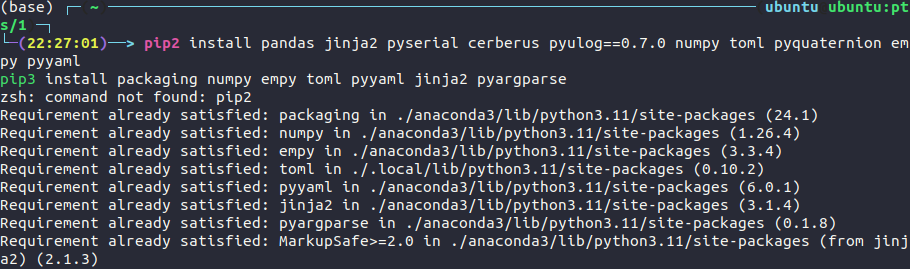 (base) ┌─ ~ ubuntu ubuntu:pt
s/1 ─┐
└─(22:27:01)──> pip2 install pandas jinja2 pyserial cerberus pyulog==0.7.0 numpy toml pyquaternion em
py pyyaml
pip3 install packaging numpy empy toml pyyaml jinja2 pyargparse
zsh: command not found: pip2
Requirement already satisfied: packaging in ./anaconda3/lib/python3.11/site-packages (24.1)
Requirement already satisfied: numpy in ./anaconda3/lib/python3.11/site-packages (1.26.4)
Requirement already satisfied: empy in ./anaconda3/lib/python3.11/site-packages (3.3.4)
Requirement already satisfied: toml in ./.local/lib/python3.11/site-packages (0.10.2)
Requirement already satisfied: pyyaml in ./anaconda3/lib/python3.11/site-packages (6.0.1)
Requirement already satisfied: jinja2 in ./anaconda3/lib/python3.11/site-packages (3.1.4)
Requirement already satisfied: pyargparse in ./anaconda3/lib/python3.11/site-packages (0.1.8)
Requirement already satisfied: MarkupSafe>=2.0 in ./anaconda3/lib/python3.11/site-packages (from jinj
a2) (2.1.3)